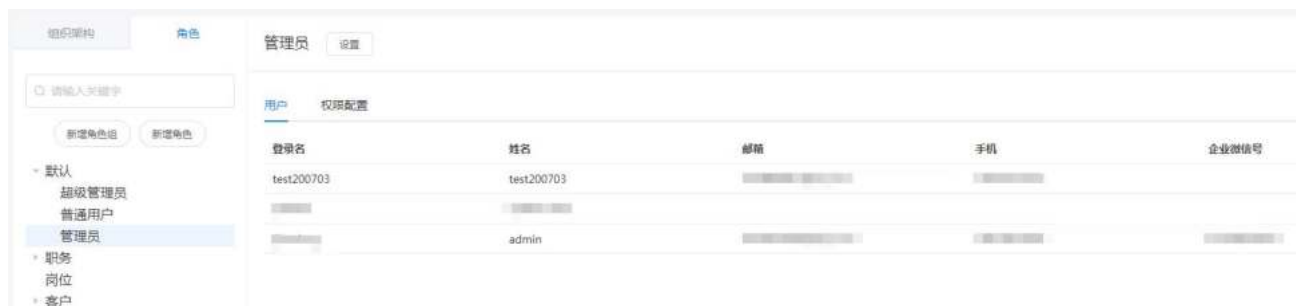 组织架构
角色
请输入关键字
新增角色组
新增角色
默认
超级管理员
普通用户
管理员
职务
岗位
客户
管理员
设置
用户
权限配置
登录名 姓名 邮箱 手机 企业微信号
test200703 test200703
admin